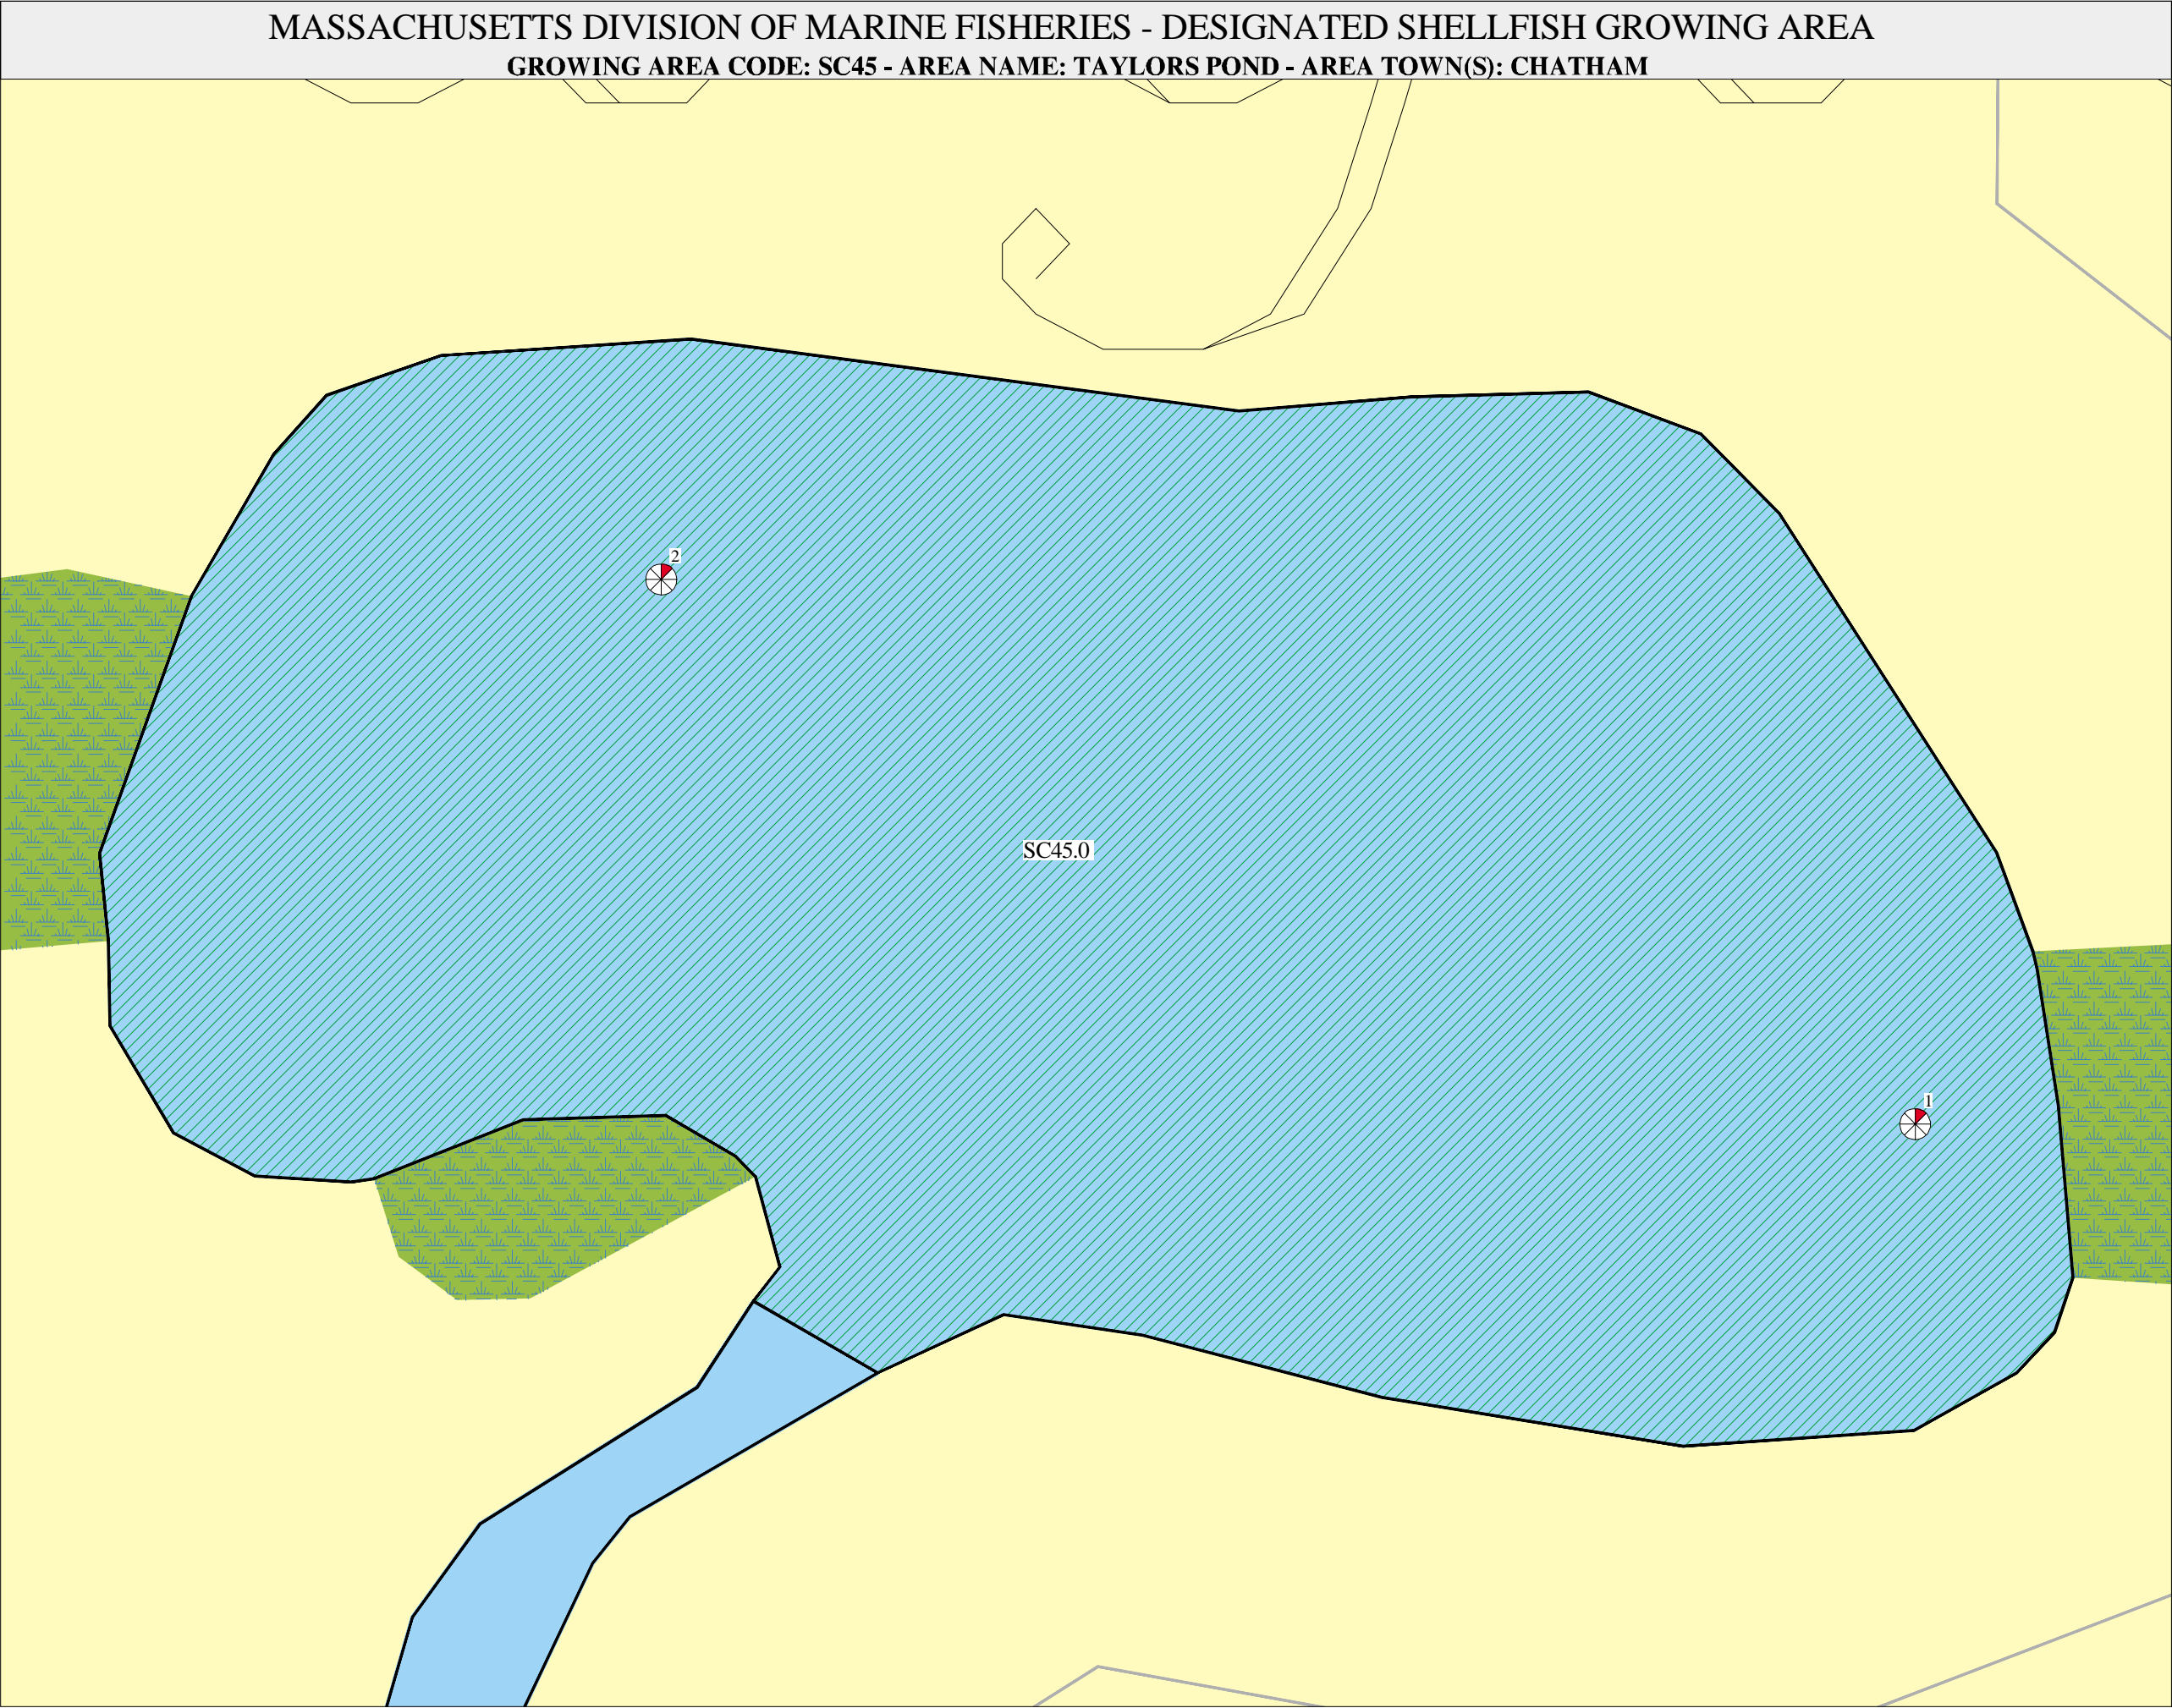 MASSACHUSETTS DIVISION OF MARINE FISHERIES - DESIGNATED SHELLFISH GROWING AREA
GROWING AREA CODE: SC45 - AREA NAME: TAYLORS POND - AREA TOWN(S): CHATHAM
2
SC45.0
1